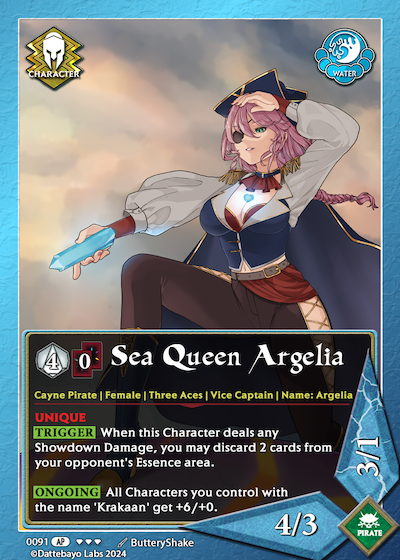 CHARACTER
WATER
4 0 Sea Queen Argelia
Cayne Pirate | Female | Three Aces | Vice Captain | Name: Argelia
UNIQUE
TRIGGER When this Character deals any
Showdown Damage, you may discard 2 cards from
your opponent's Essence area.
ONGOING All Characters you control with
the name 'Krakaan' get +6/+0.
3/1
4/3
PIRATE
0091 AP ButteryShake
©Dattebayo Labs 2024